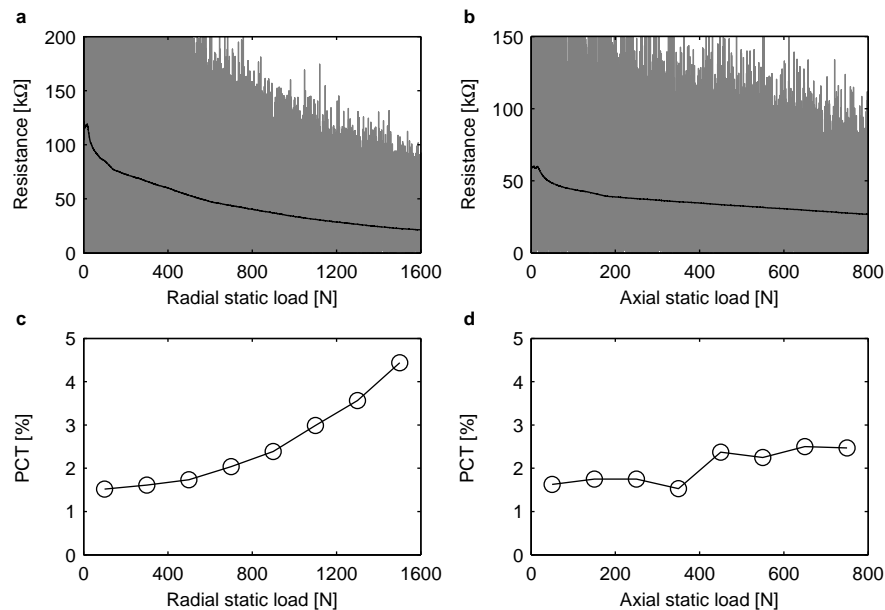 a
200
150
100
50
0
Resistance [kΩ]
0 400 800 1200 1600
Radial static load [N]
b
150
100
50
0
Resistance [kΩ]
0 200 400 600 800
Axial static load [N]
c
5
4
3
2
1
0
PCT [%]
0 400 800 1200 1600
Radial static load [N]
d
5
4
3
2
1
0
PCT [%]
0 200 400 600 800
Axial static load [N]